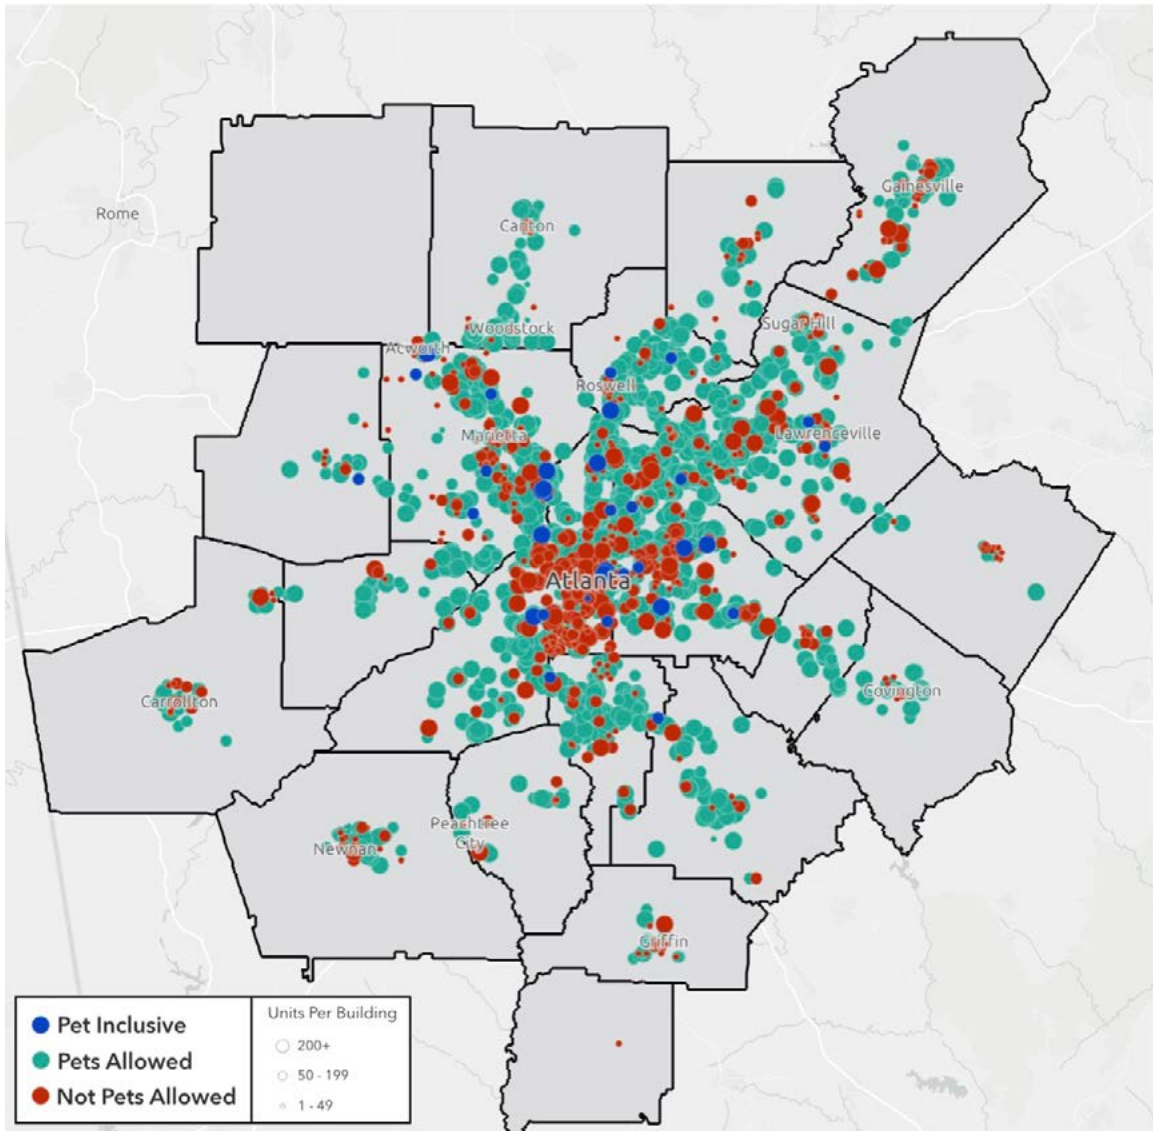 Rome
Gainesville
Canton
Sugar Hill
Woodstock
Acworth
Roswell
Marietta
Lawrenceville
Atlanta
Carrollton
Covington
Peachtree
City
Newnan
Griffin
Pet Inclusive
Pets Allowed
Not Pets Allowed
Units Per Building
200+
50 - 199
1 - 49